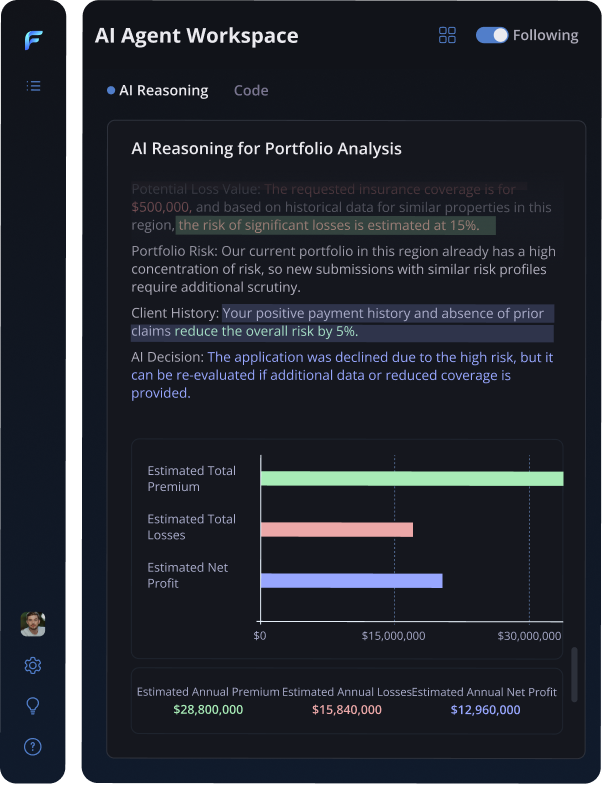 AI Agent Workspace
Following
AI Reasoning
Code
AI Reasoning for Portfolio Analysis
Potential Loss Value: The requested insurance coverage is for
$500,000, and based on historical data for similar properties in this
region, the risk of significant losses is estimated at 15%.
Portfolio Risk: Our current portfolio in this region already has a high
concentration of risk, so new submissions with similar risk profiles
require additional scrutiny.
Client History: Your positive payment history and absence of prior
claims reduce the overall risk by 5%.
AI Decision: The application was declined due to the high risk, but it
can be re-evaluated if additional data or reduced coverage is
provided.
Estimated Total
Premium
Estimated Total
Losses
Estimated Net
Profit
$0
$15,000,000
$30,000,000
Estimated Annual Premium
$28,800,000
Estimated Annual Losses
$15,840,000
Estimated Annual Net Profit
$12,960,000